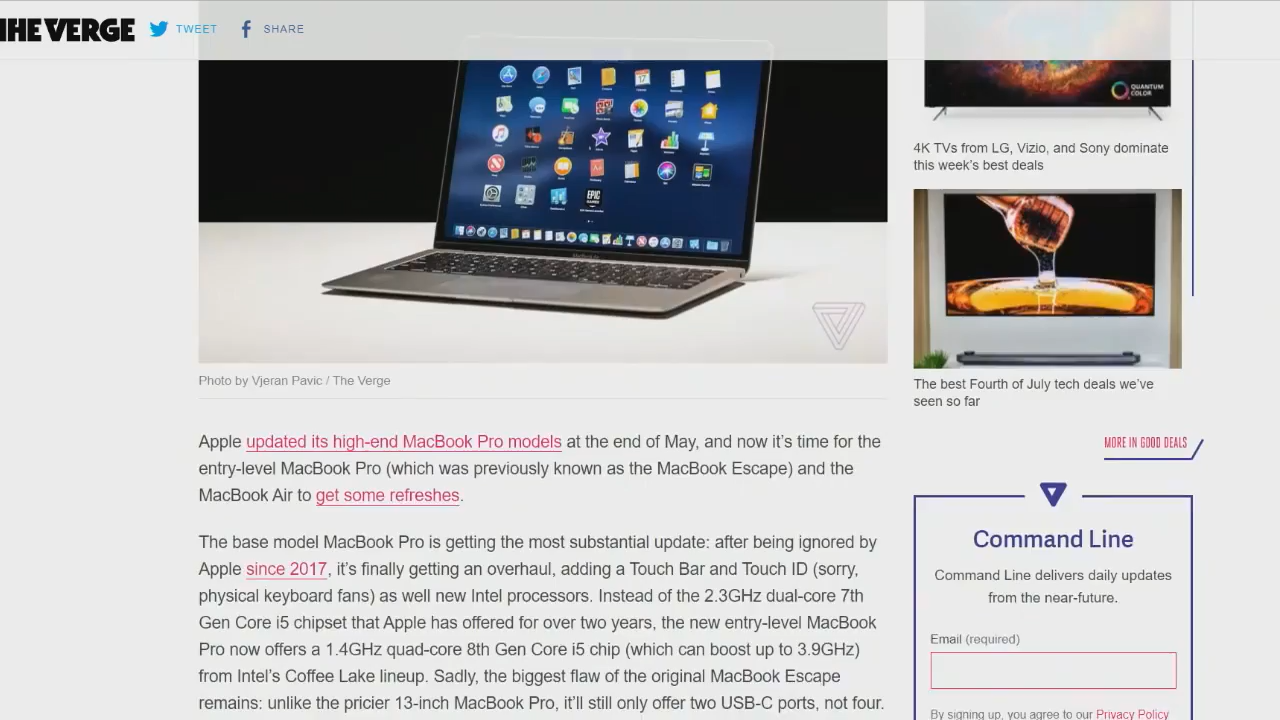 THE VERGE
TWEET
SHARE
QUANTUM
COLOR
4K TVs from LG, Vizio, and Sony dominate
this week's best deals
EPIC
GAMES
17
Photo by Vjeran Pavic / The Verge
The best Fourth of July tech deals we've
seen so far
MORE IN GOOD DEALS
Apple updated its high-end MacBook Pro models at the end of May, and now it's time for the
entry-level MacBook Pro (which was previously known as the MacBook Escape) and the
MacBook Air to get some refreshes.
The base model MacBook Pro is getting the most substantial update: after being ignored by
Apple since 2017, it's finally getting an overhaul, adding a Touch Bar and Touch ID (sorry,
physical keyboard fans) as well new Intel processors. Instead of the 2.3GHz dual-core 7th
Gen Core i5 chipset that Apple has offered for over two years, the new entry-level MacBook
Pro now offers a 1.4GHz quad-core 8th Gen Core i5 chip (which can boost up to 3.9GHz)
from Intel's Coffee Lake lineup. Sadly, the biggest flaw of the original MacBook Escape
remains: unlike the pricier 13-inch MacBook Pro, it'll still only offer two USB-C ports, not four.
Command Line
Command Line delivers daily updates
from the near-future.
Email (required)
By signing up, you agree to our Privacy Policy